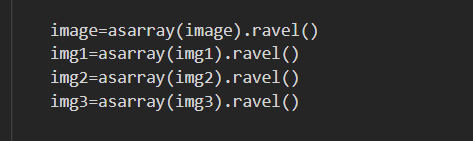 image=asarray(image).ravel()
img1=asarray(img1).ravel()
img2=asarray(img2).ravel()
img3=asarray(img3).ravel()